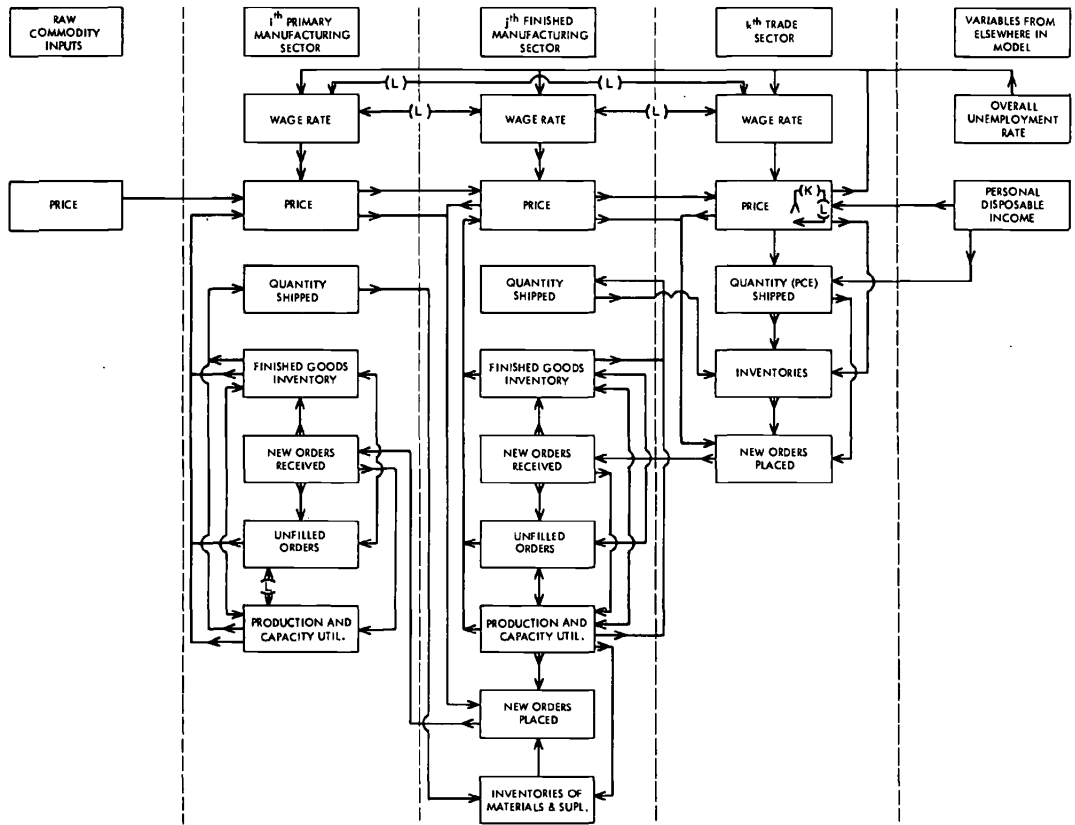 RAW
COMMODITY
INPUTS
i th PRIMARY
MANUFACTURING
SECTOR
j th FINISHED
MANUFACTURING
SECTOR
k th TRADE
SECTOR
VARIABLES FROM
ELSEWHERE IN
MODEL
(L)
(L)
WAGE RATE
(L)
WAGE RATE
(L)
WAGE RATE
OVERALL
UNEMPLOYMENT
RATE
PRICE
PRICE
PRICE
PRICE
(K)
(L)
PERSONAL
DISPOSABLE
INCOME
QUANTITY
SHIPPED
QUANTITY
SHIPPED
QUANTITY (PCE)
SHIPPED
FINISHED GOODS
INVENTORY
FINISHED GOODS
INVENTORY
INVENTORIES
NEW ORDERS
RECEIVED
NEW ORDERS
RECEIVED
NEW ORDERS
PLACED
UNFILLED
ORDERS
UNFILLED
ORDERS
(L)
PRODUCTION AND
CAPACITY UTIL.
PRODUCTION AND
CAPACITY UTIL.
NEW ORDERS
PLACED
INVENTORIES OF
MATERIALS & SUPL.